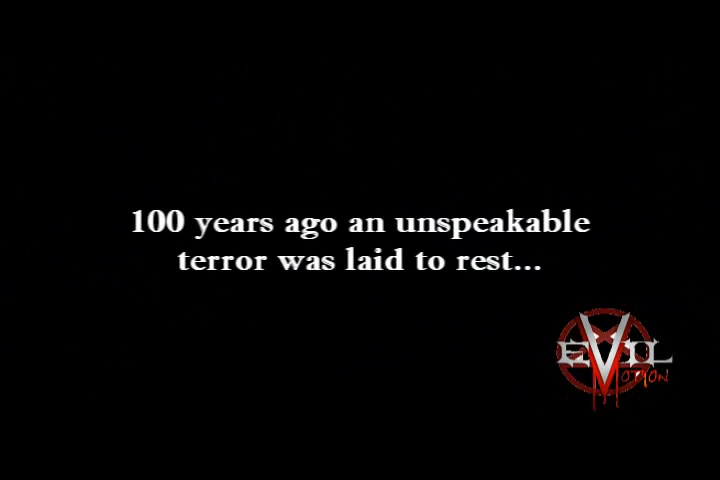 100 years ago an unspeakable
terror was laid to rest...
EVIL
Motion